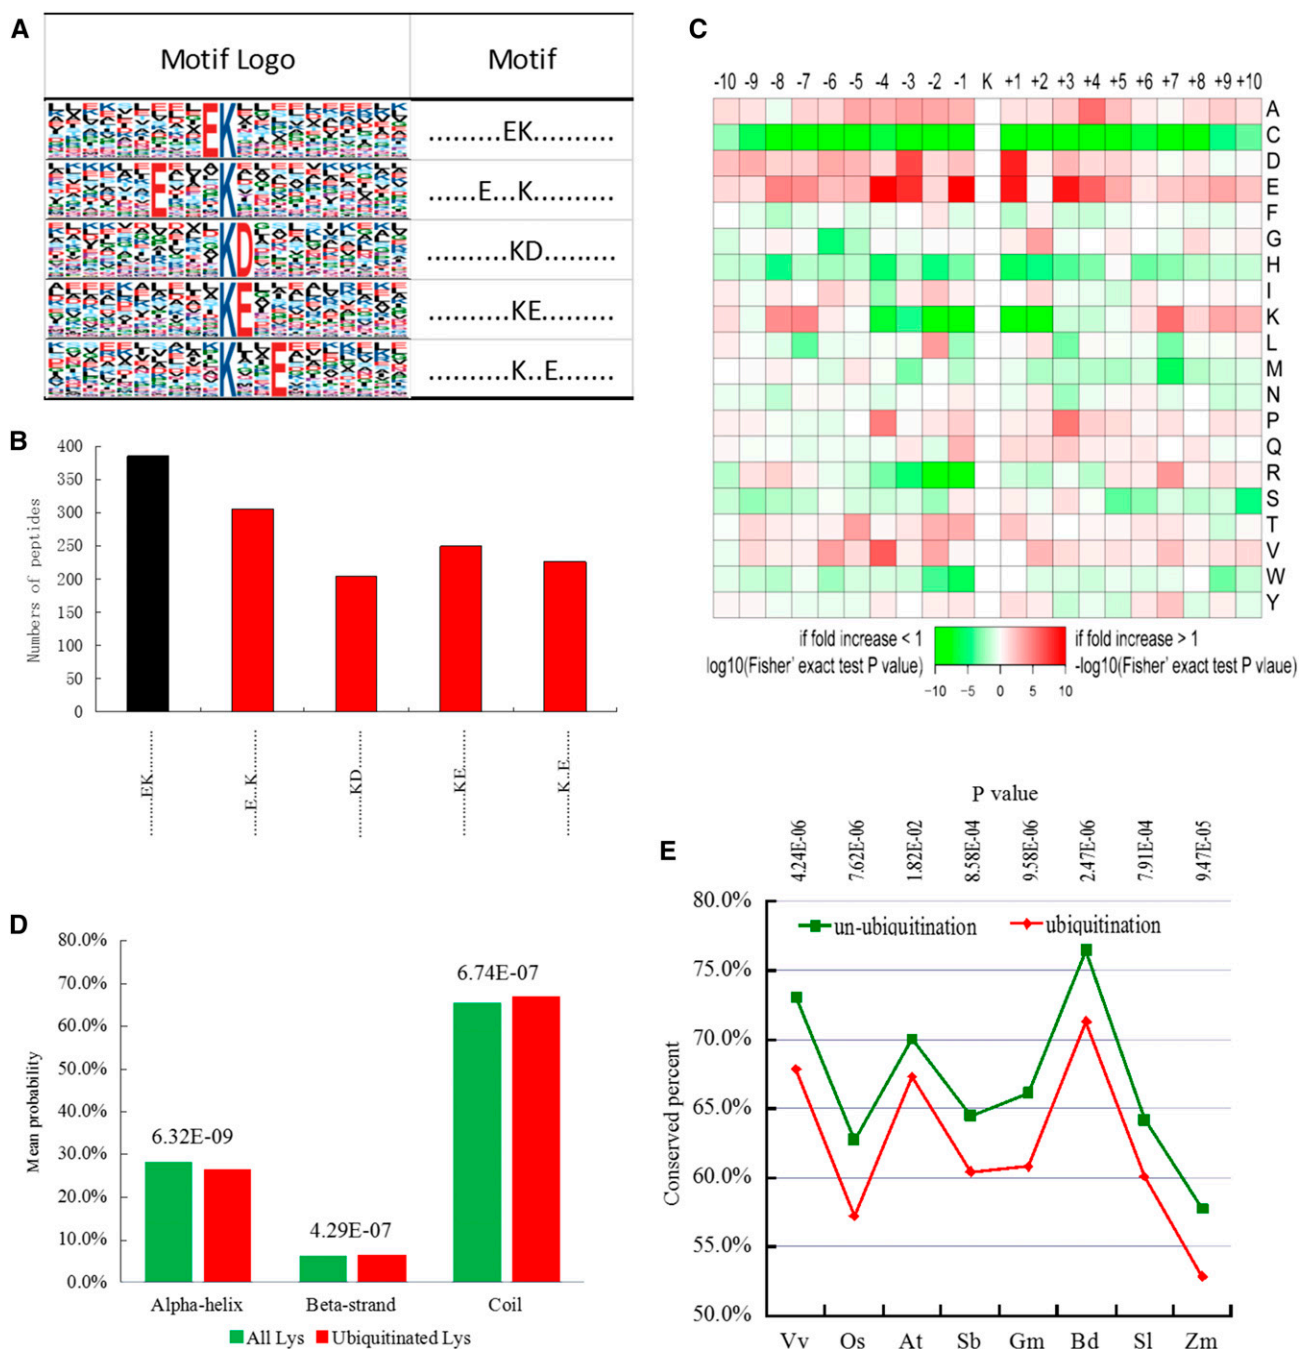 A
Motif Logo Motif
.........EK..........
......E...K..........
..........KD.........
..........KE.........
..........K..E.......
B
Numbers of peptides
400
350
300
250
200
150
100
50
0
.........EK..........
......E...K..........
..........KD.........
..........KE.........
..........K..E.......
C
-10 -9 -8 -7 -6 -5 -4 -3 -2 -1 K +1 +2 +3 +4 +5 +6 +7 +8 +9 +10
A
C
D
E
F
G
H
I
K
L
M
N
P
Q
R
S
T
V
W
Y
if fold increase < 1
log10(Fisher' exact test P value)
if fold increase > 1
-log10(Fisher' exact test P vlaue)
-10 -5 0 5 10
D
Mean probability
80.0%
70.0%
60.0%
50.0%
40.0%
30.0%
20.0%
10.0%
0.0%
6.32E-09
4.29E-07
6.74E-07
Alpha-helix Beta-strand Coil
All Lys Ubiquitinated Lys
E
P value
4.24E-06
7.62E-06
1.82E-02
8.58E-04
9.58E-06
2.47E-06
7.91E-04
9.47E-05
un-ubiquitination ubiquitination
Conserved percent
80.0%
75.0%
70.0%
65.0%
60.0%
55.0%
50.0%
Vv Os At Sb Gm Bd Sl Zm